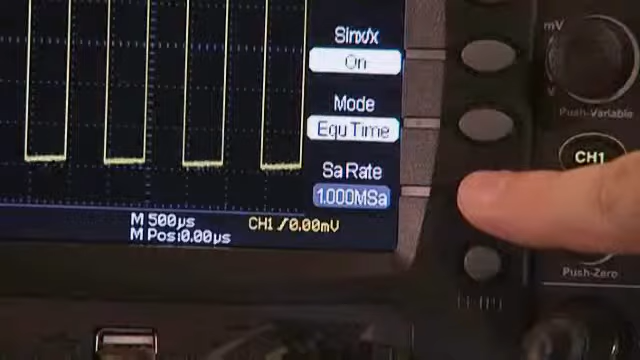 Sinx/x
On
mV
Mode
V
Equ Time
Push-Variable
Sa Rate
CH1
1.000MSa
M 500µs
CH1 ∕0.00mV
M Pos:0.00µs
Push-Zero